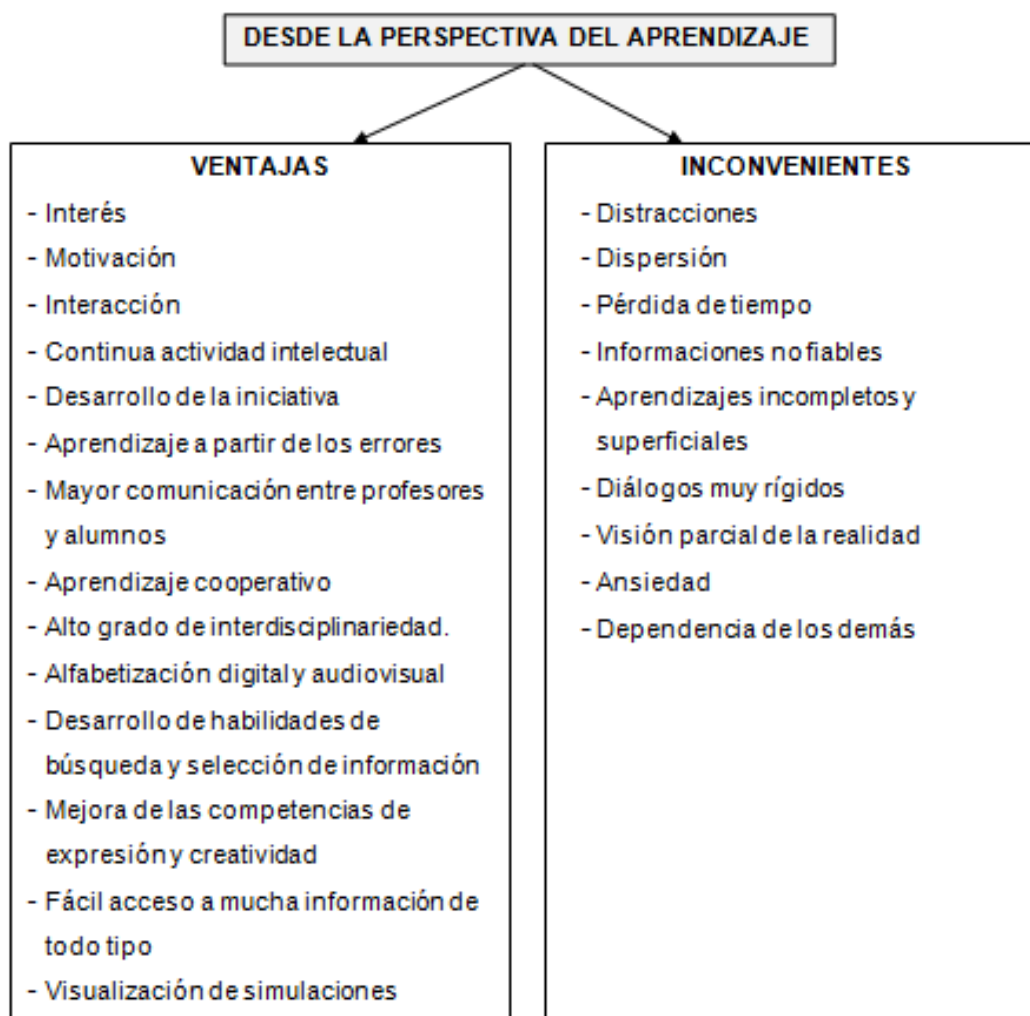 DESDE LA PERSPECTIVA DEL APRENDIZAJE
VENTAJAS
- Interés
- Motivación
- Interacción
- Continua actividad intelectual
- Desarrollo de la iniciativa
- Aprendizaje a partir de los errores
- Mayor comunicación entre profesores
y alumnos
- Aprendizaje cooperativo
- Alto grado de interdisciplinariedad.
- Alfabetización digital y audiovisual
- Desarrollo de habilidades de
búsqueda y selección de información
- Mejora de las competencias de
expresión y creatividad
- Fácil acceso a mucha información de
todo tipo
- Visualización de simulaciones
INCONVENIENTES
- Distracciones
- Dispersión
- Pérdida de tiempo
- Informaciones no fiables
- Aprendizajes incompletos y
superficiales
- Diálogos muy rígidos
- Visión parcial de la realidad
- Ansiedad
- Dependencia de los demás